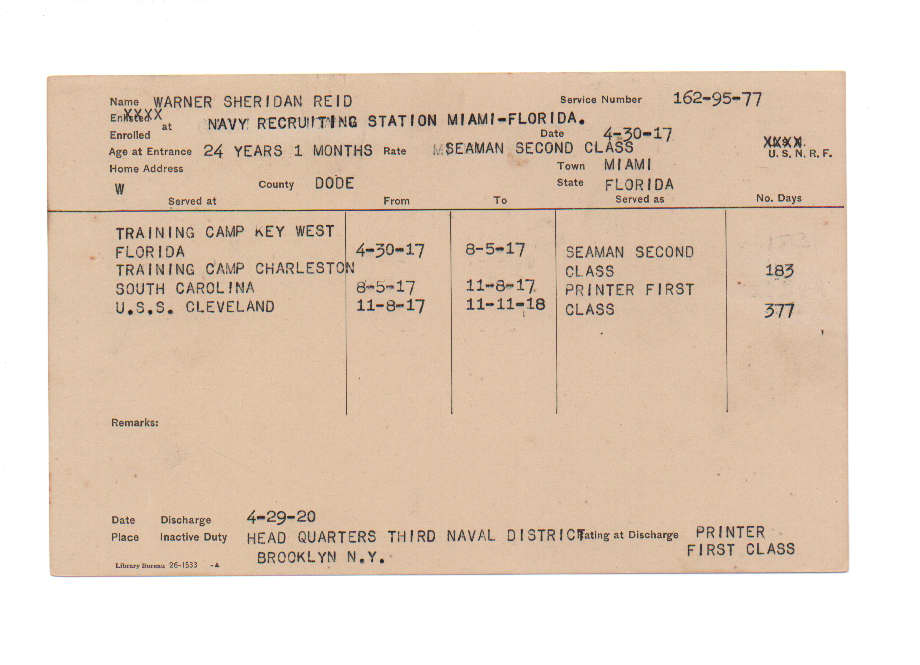 Name WARNER SHERIDAN REID Service Number 162-95-77
Enlisted XXXX
Enrolled at NAVY RECRUITING STATION MIAMI-FLORIDA. Date 4-30-17
Age at Entrance 24 YEARS 1 MONTHS Rate SEAMAN SECOND CLASS XXXX U. S. N. R. F.
Home Address Town MIAMI
W County DODE State FLORIDA
Served at From To Served as No. Days
TRAINING CAMP KEY WEST
FLORIDA 4-30-17 8-5-17 SEAMAN SECOND
TRAINING CAMP CHARLESTON CLASS 183
SOUTH CAROLINA 8-5-17 11-8-17 PRINTER FIRST
U.S.S. CLEVELAND 11-8-17 11-11-18 CLASS 377
Remarks:
Date Discharge 4-29-20
Place Inactive Duty HEAD QUARTERS THIRD NAVAL DISTRICT Rating at Discharge PRINTER
BROOKLYN N.Y. FIRST CLASS
Library Bureau 26-1533 -A